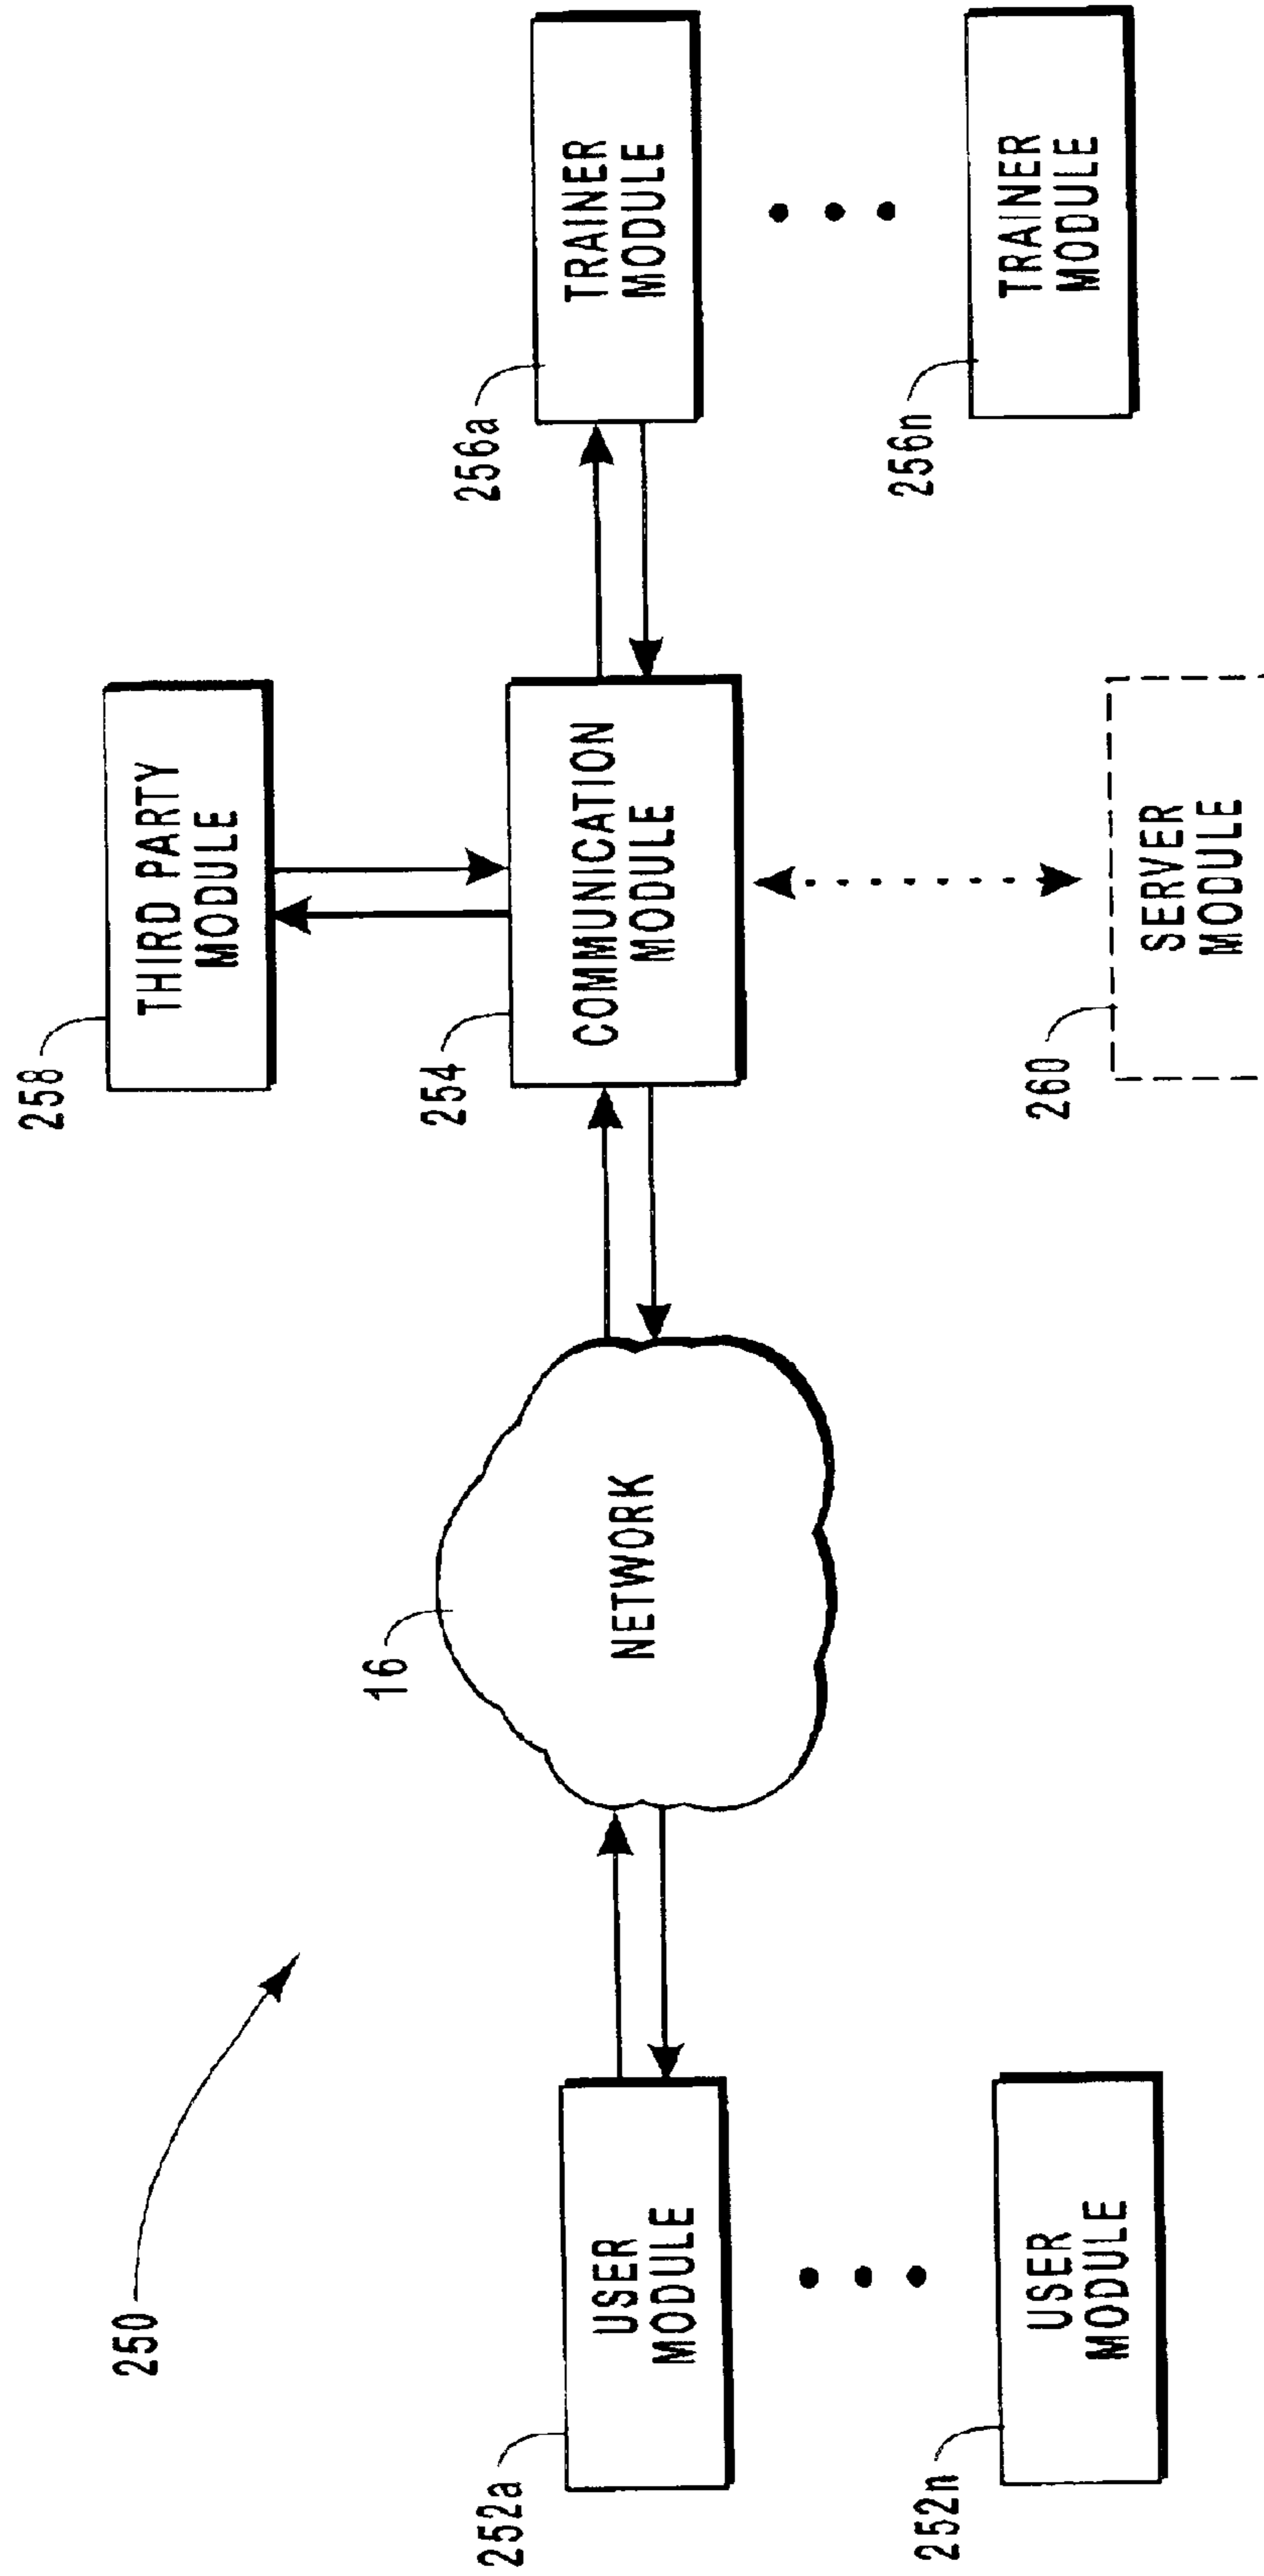 250
258
THIRD PARTY
MODULE
16
NETWORK
254
COMMUNICATION
MODULE
256a
TRAINER
MODULE
252a
USER
MODULE
252n
USER
MODULE
260
SERVER
MODULE
256n
TRAINER
MODULE